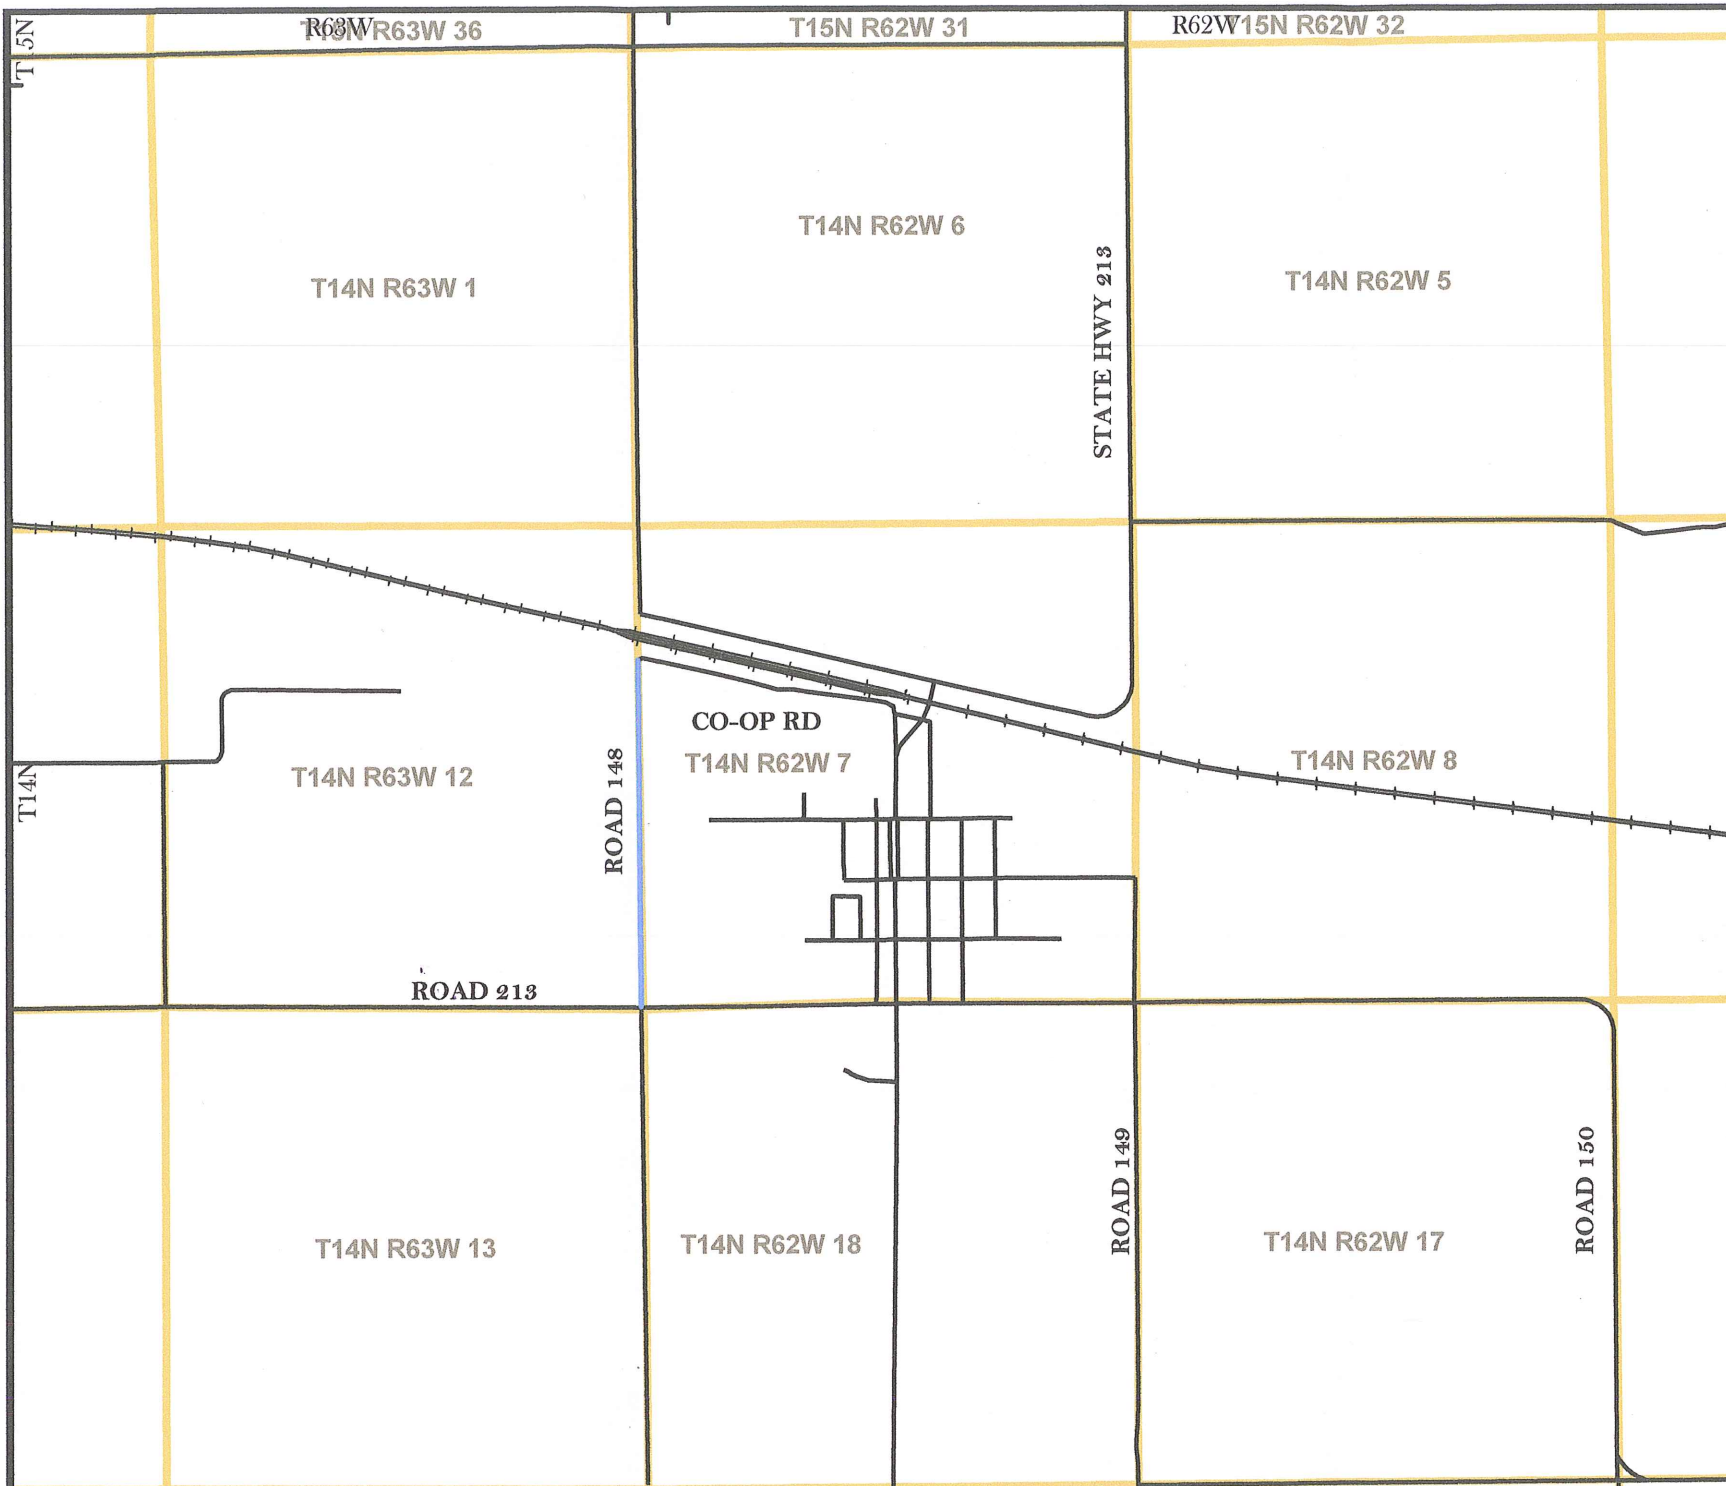 T15N
R63W
T15N R63W 36
T15N R62W 31
R62W
T15N R62W 32
T14N R62W 6
T14N R63W 1
T14N R62W 5
STATE HWY 213
CO-OP RD
T14N R62W 7
T14N R62W 8
T14N
T14N R63W 12
ROAD 148
ROAD 213
ROAD 149
ROAD 150
T14N R63W 13
T14N R62W 18
T14N R62W 17